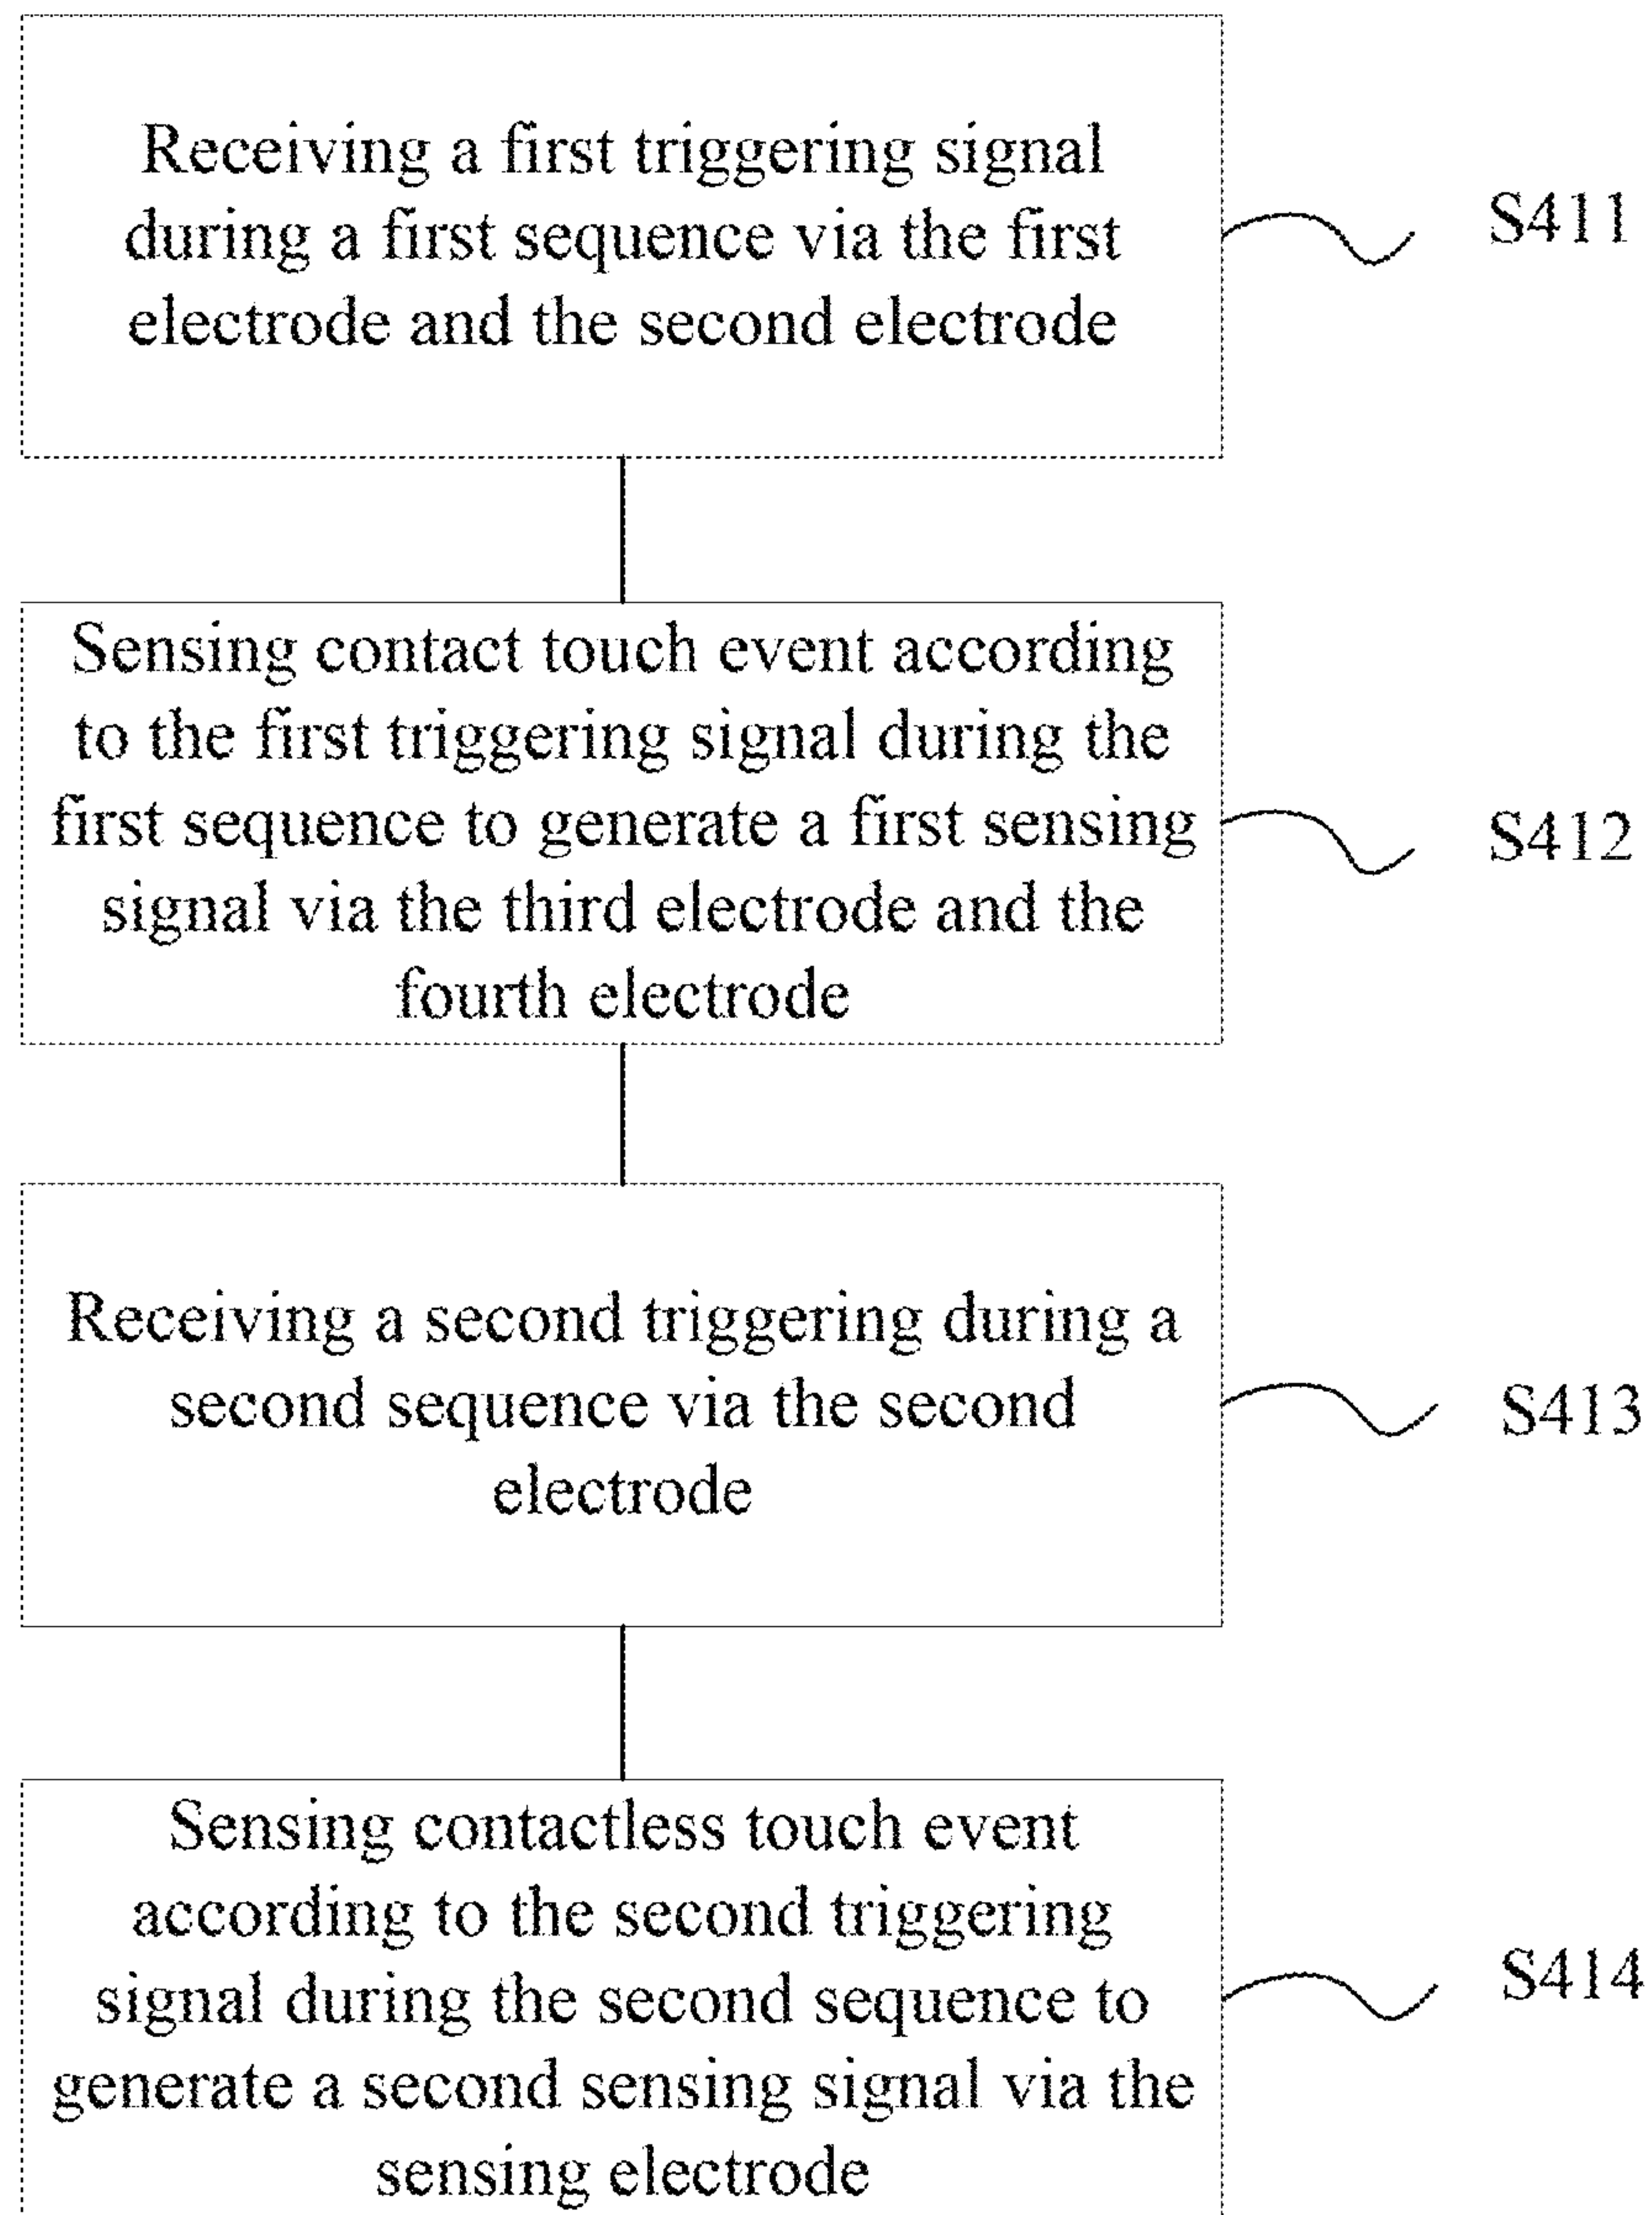 Receiving a first triggering signal
during a first sequence via the first
electrode and the second electrode
S411
Sensing contact touch event according
to the first triggering signal during the
first sequence to generate a first sensing
signal via the third electrode and the
fourth electrode
S412
Receiving a second triggering during a
second sequence via the second
electrode
S413
Sensing contactless touch event
according to the second triggering
signal during the second sequence to
generate a second sensing signal via the
sensing electrode
S414